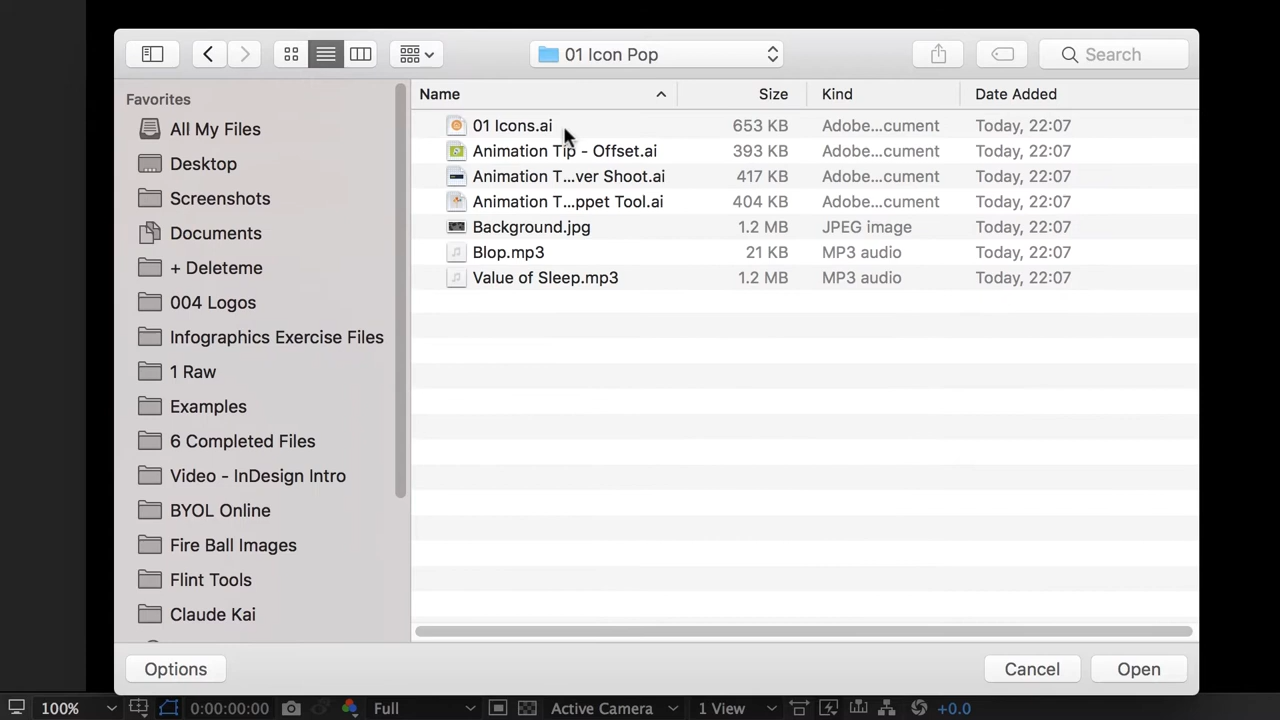 01 Icon Pop
Search
Favorites
All My Files
Desktop
Screenshots
Documents
+ Deleteme
004 Logos
Infographics Exercise Files
1 Raw
Examples
6 Completed Files
Video - InDesign Intro
BYOL Online
Fire Ball Images
Flint Tools
Claude Kai
Name Size Kind Date Added
01 Icons.ai 653 KB Adobe...cument Today, 22:07
Animation Tip - Offset.ai 393 KB Adobe...cument Today, 22:07
Animation T...ver Shoot.ai 417 KB Adobe...cument Today, 22:07
Animation T...ppet Tool.ai 404 KB Adobe...cument Today, 22:07
Background.jpg 1.2 MB JPEG image Today, 22:07
Blop.mp3 21 KB MP3 audio Today, 22:07
Value of Sleep.mp3 1.2 MB MP3 audio Today, 22:07
Options Cancel Open
100% 0:00:00:00 Full Active Camera 1 View +0.0